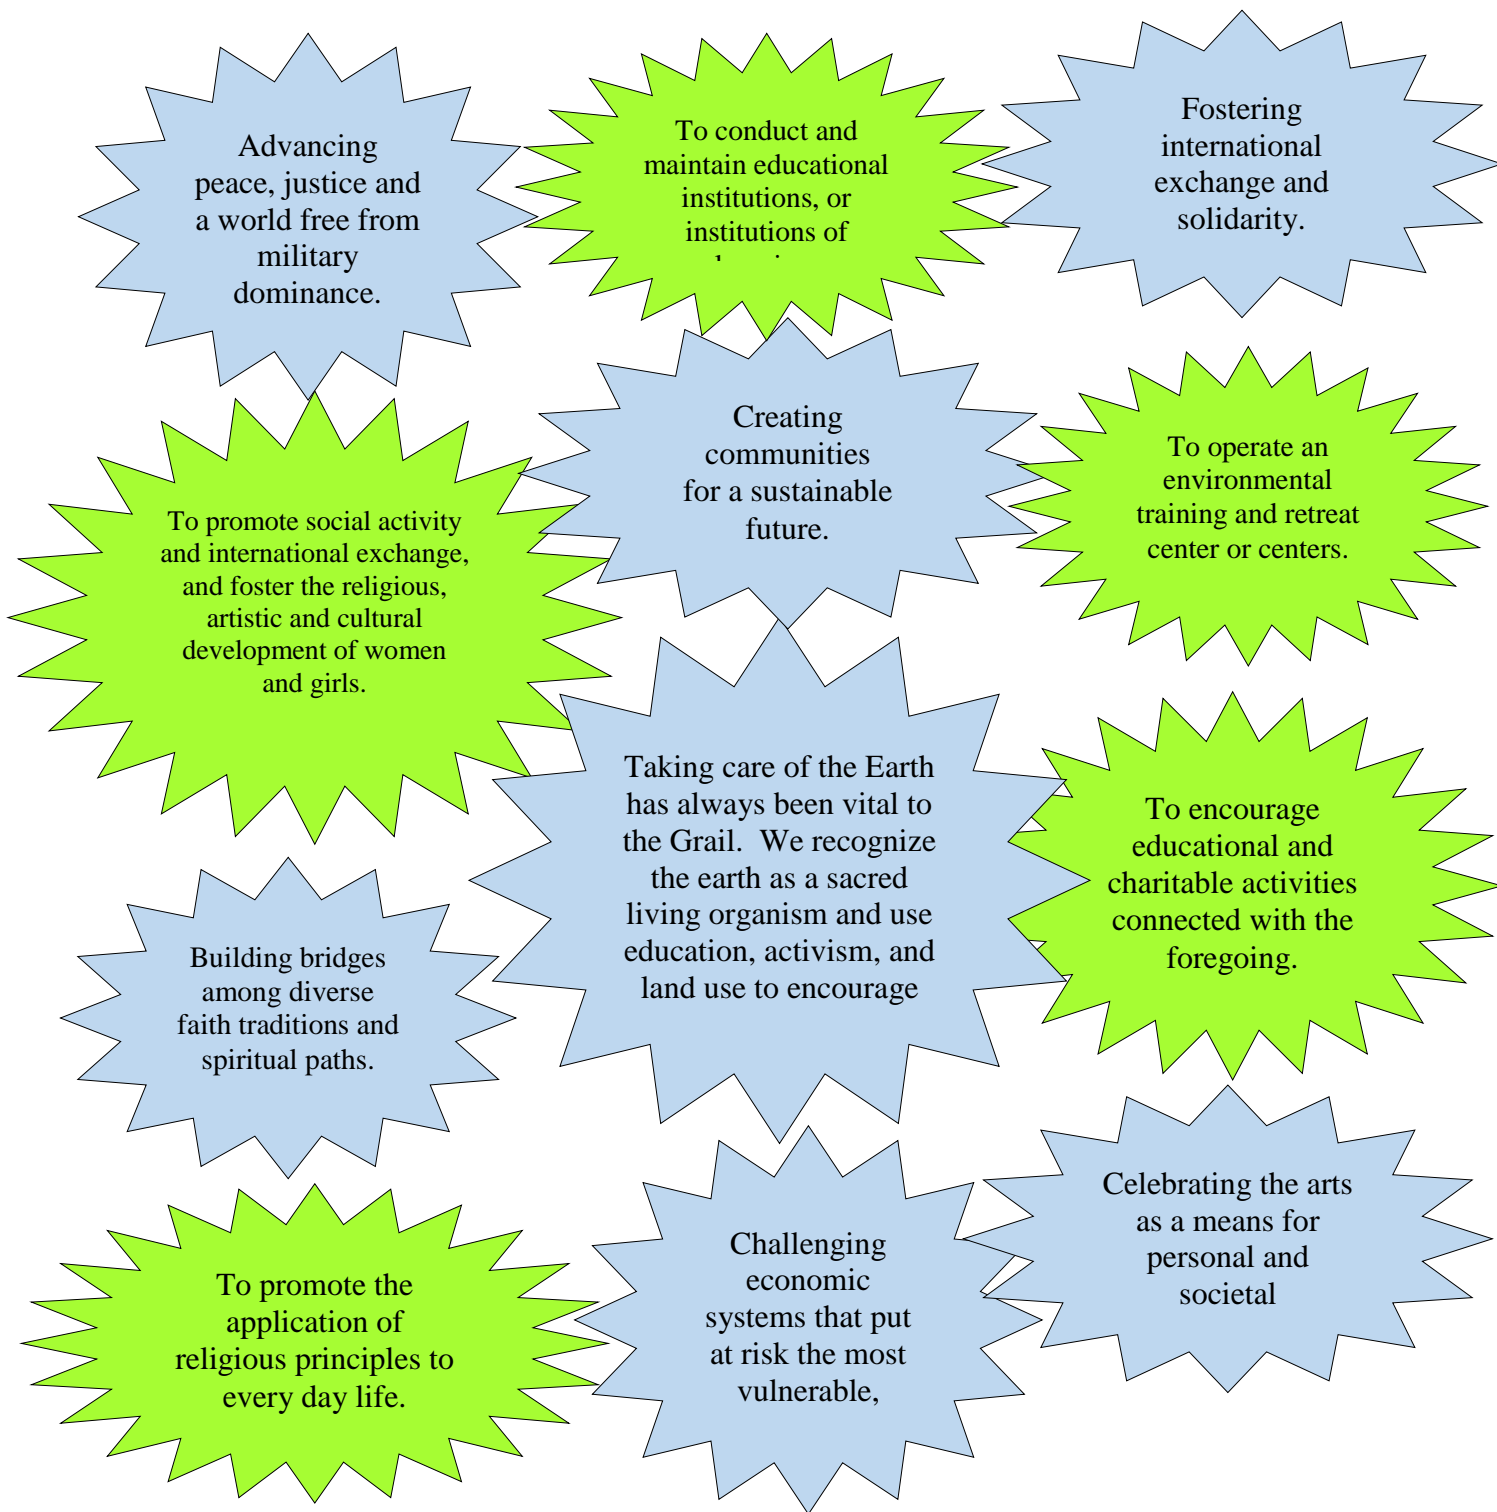 Advancing
peace, justice and
a world free from
military
dominance.
To conduct and
maintain educational
institutions, or
institutions of
Fostering
international
exchange and
solidarity.
Creating
communities
for a sustainable
future.
To operate an
environmental
training and retreat
center or centers.
To promote social activity
and international exchange,
and foster the religious,
artistic and cultural
development of women
and girls.
Taking care of the Earth
has always been vital to
the Grail.  We recognize
the earth as a sacred
living organism and use
education, activism, and
land use to encourage
To encourage
educational and
charitable activities
connected with the
foregoing.
Building bridges
among diverse
faith traditions and
spiritual paths.
Celebrating the arts
as a means for
personal and
societal
Challenging
economic
systems that put
at risk the most
vulnerable,
To promote the
application of
religious principles to
every day life.